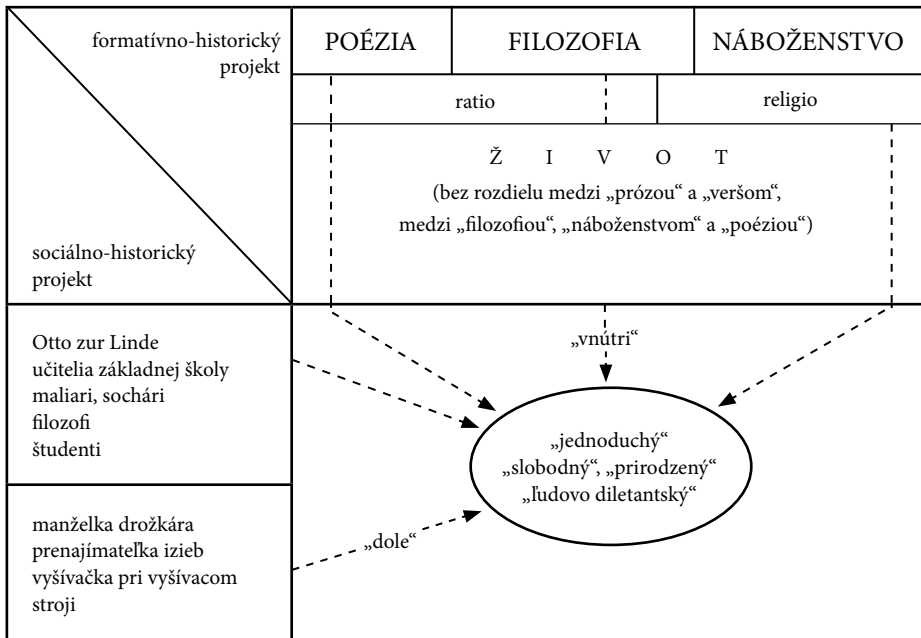 formatívno-historický
projekt
POÉZIA
FILOZOFIA
NÁBOŽENSTVO
ratio
religio
Ž I V O T
(bez rozdielu medzi „prózou“ a „veršom“,
medzi „filozofiou“, „náboženstvom“ a „poéziou“)
sociálno-historický
projekt
Otto zur Linde
učitelia základnej školy
maliari, sochári
filozofi
študenti
„vnútri“
„jednoduchý“
„slobodný“, „prirodzený“
„ľudovo diletantský“
manželka drožkára
prenajímateľka izieb
vyšívačka pri vyšívacom
stroji
„dole“